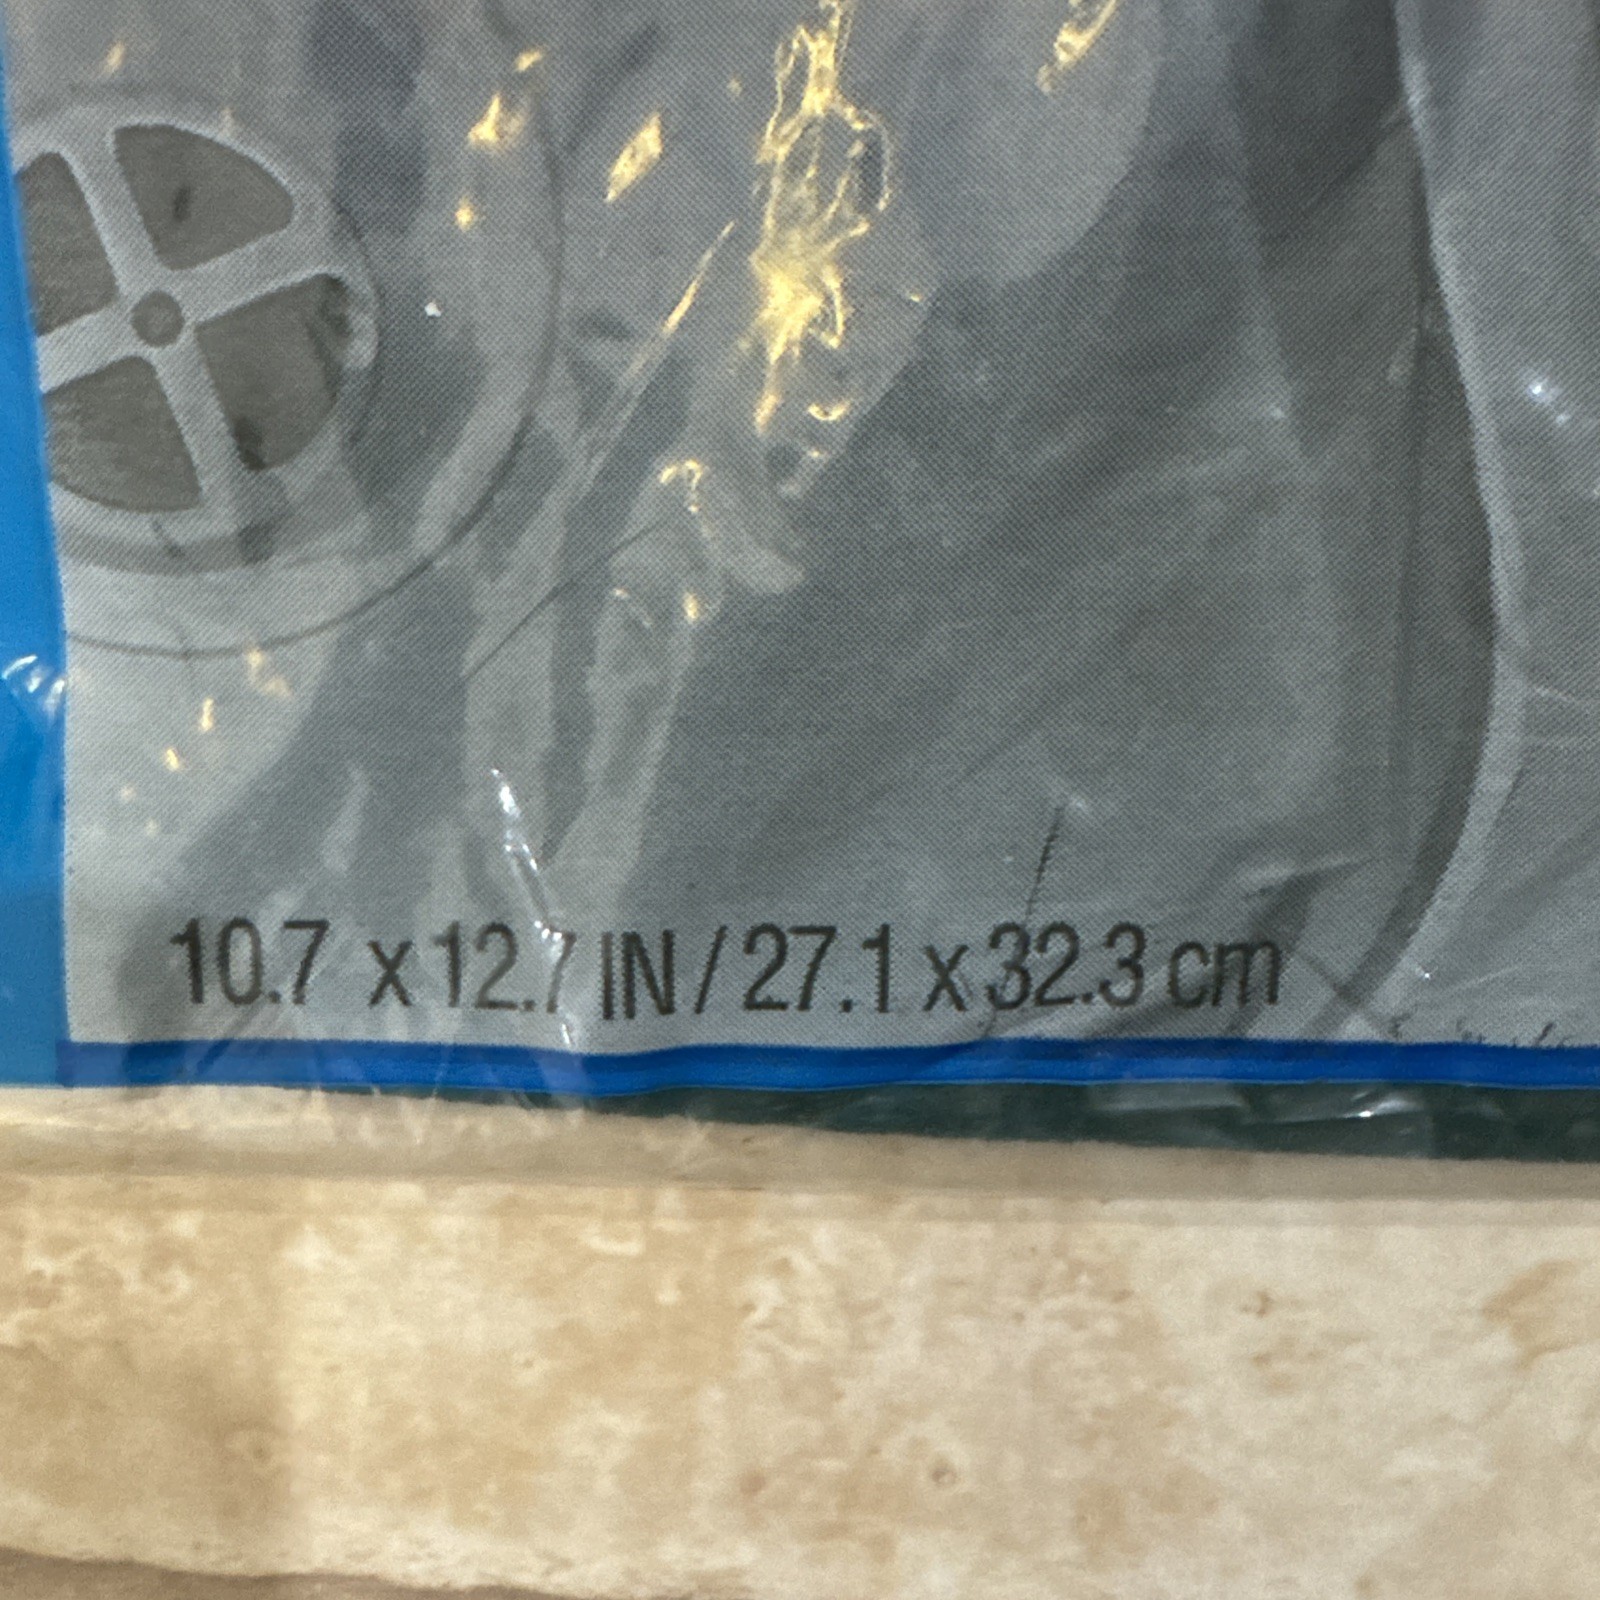 10.7 x 12.7 IN / 27.1 x 32.3 cm